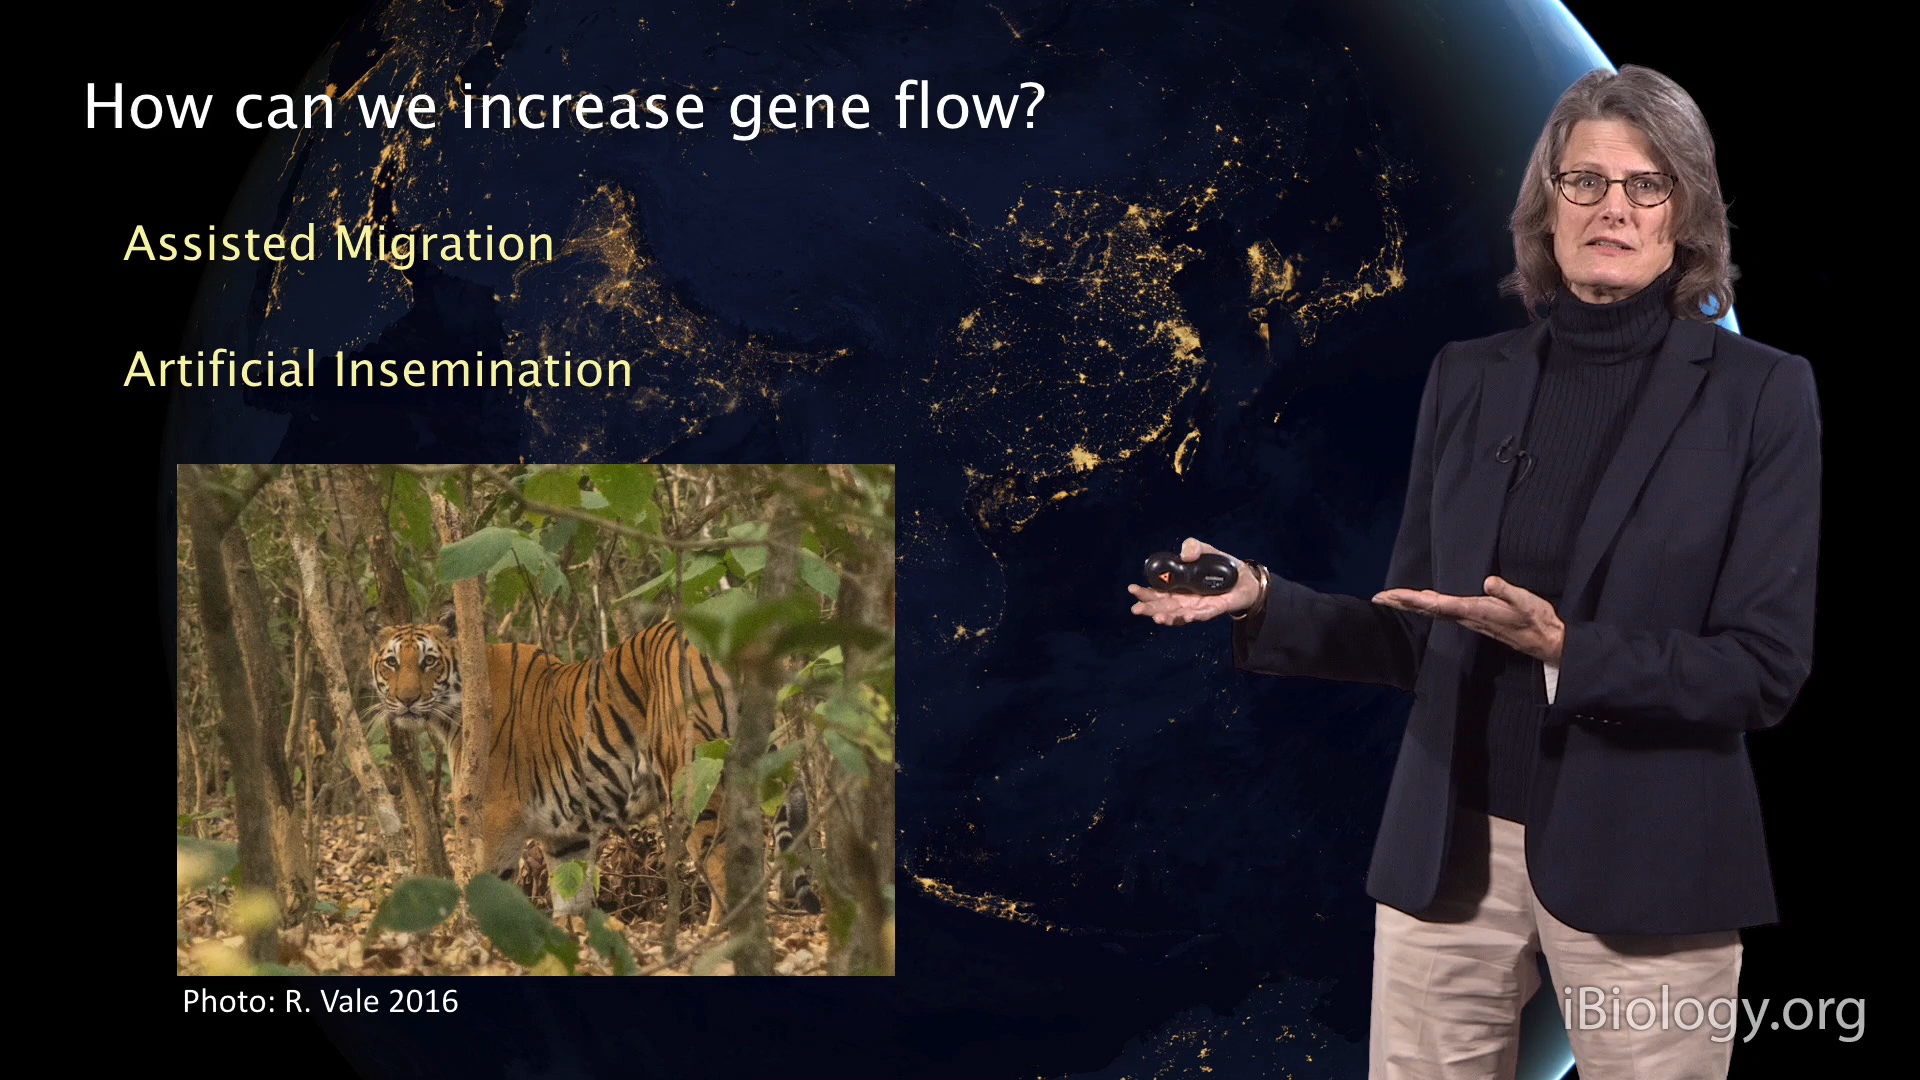 How can we increase gene flow?
Assisted Migration
Artificial Insemination
Photo: R. Vale 2016
iBiology.org